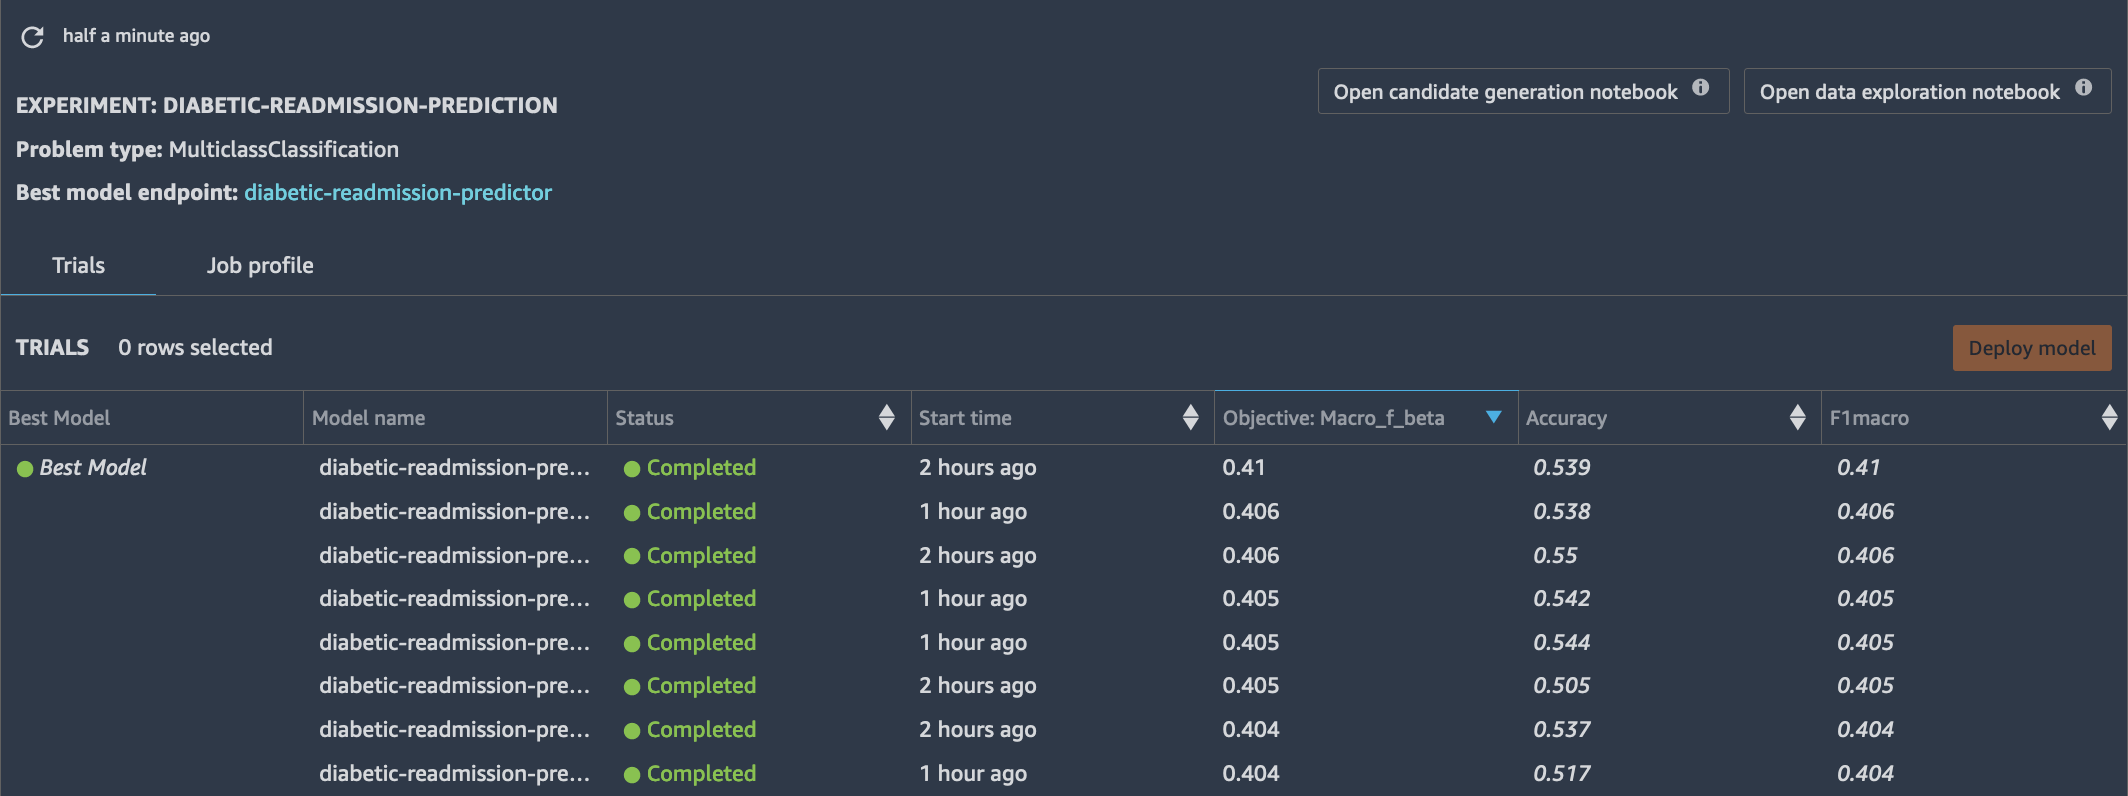 half a minute ago
Open candidate generation notebook Open data exploration notebook
EXPERIMENT: DIABETIC-READMISSION-PREDICTION
Problem type: MulticlassClassification
Best model endpoint: diabetic-readmission-predictor
Trials Job profile
TRIALS 0 rows selected Deploy model
Best Model Model name Status Start time Objective: Macro_f_beta Accuracy F1macro
Best Model diabetic-readmission-pre... Completed 2 hours ago 0.41 0.539 0.41
diabetic-readmission-pre... Completed 1 hour ago 0.406 0.538 0.406
diabetic-readmission-pre... Completed 2 hours ago 0.406 0.55 0.406
diabetic-readmission-pre... Completed 1 hour ago 0.405 0.542 0.405
diabetic-readmission-pre... Completed 1 hour ago 0.405 0.544 0.405
diabetic-readmission-pre... Completed 2 hours ago 0.405 0.505 0.405
diabetic-readmission-pre... Completed 2 hours ago 0.404 0.537 0.404
diabetic-readmission-pre... Completed 1 hour ago 0.404 0.517 0.404